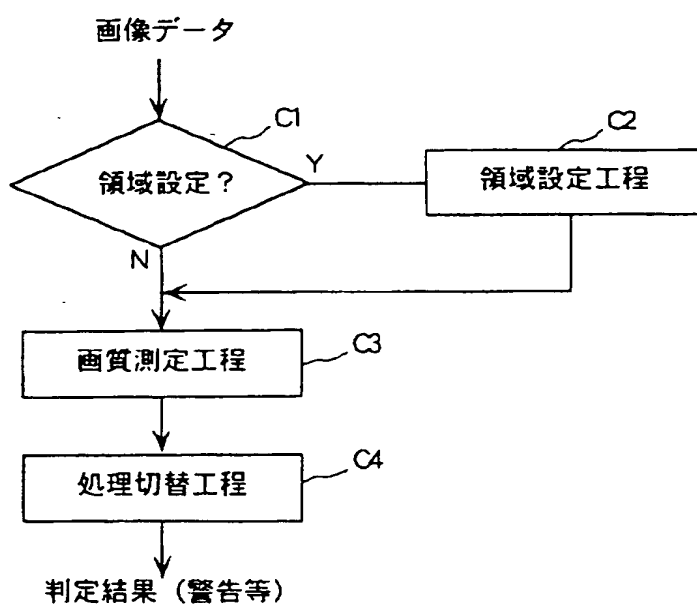 画像データ
C1
領域設定？
Y
C2
領域設定工程
N
画質測定工程
C3
処理切替工程
C4
判定結果（警告等）